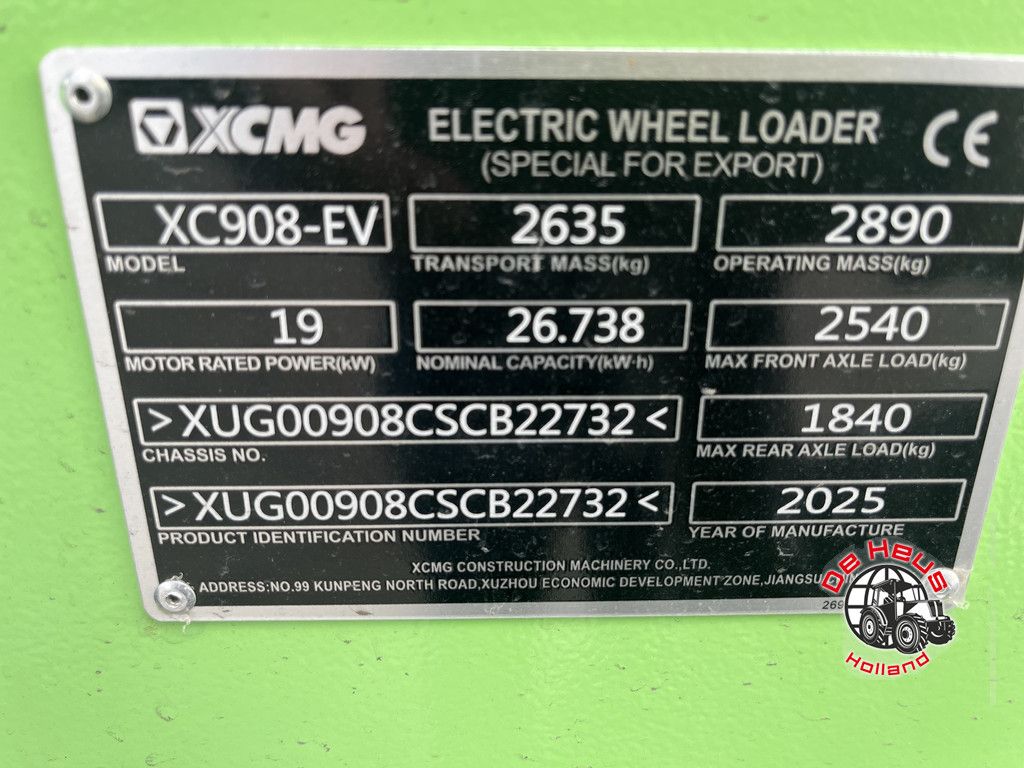 XCMG ELECTRIC WHEEL LOADER CE
(SPECIAL FOR EXPORT)
XC908-EV 2635 2890
MODEL TRANSPORT MASS(kg) OPERATING MASS(kg)
19 26.738 2540
MOTOR RATED POWER(kW) NOMINAL CAPACITY(kW·h) MAX FRONT AXLE LOAD(kg)
>XUG00908CSCB22732< 1840
CHASSIS NO. MAX REAR AXLE LOAD(kg)
>XUG00908CSCB22732< 2025
PRODUCT IDENTIFICATION NUMBER YEAR OF MANUFACTURE
XCMG CONSTRUCTION MACHINERY CO.,LTD.
ADDRESS:NO.99 KUNPENG NORTH ROAD,XUZHOU ECONOMIC DEVELOPMENT ZONE,
De Heus
Holland